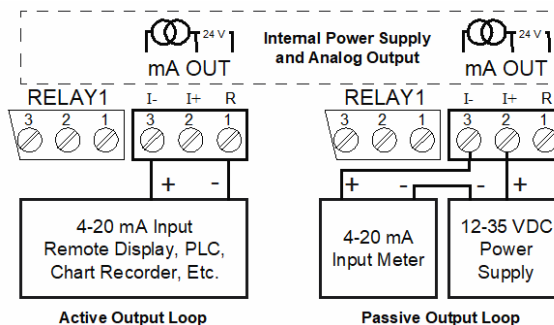 24 V
Internal Power Supply
and Analog Output
24 V
mA OUT
mA OUT
RELAY1
I- I+ R
RELAY1
I- I+ R
3 2 1
3 2 1
3 2 1
3 2 1
+ -
+ - - +
4-20 mA Input
Remote Display, PLC,
Chart Recorder, Etc.
4-20 mA
Input Meter
12-35 VDC
Power
Supply
Active Output Loop
Passive Output Loop